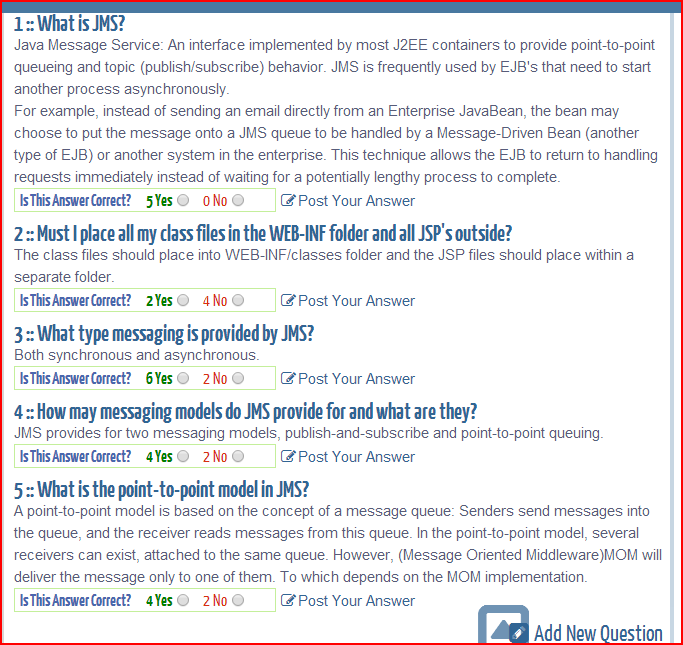 1 :: What is JMS?
Java Message Service: An interface implemented by most J2EE containers to provide point-to-point
queueing and topic (publish/subscribe) behavior. JMS is frequently used by EJB's that need to start
another process asynchronously.
For example, instead of sending an email directly from an Enterprise JavaBean, the bean may
choose to put the message onto a JMS queue to be handled by a Message-Driven Bean (another
type of EJB) or another system in the enterprise. This technique allows the EJB to return to handling
requests immediately instead of waiting for a potentially lengthy process to complete.
Is This Answer Correct? 5 Yes 0 No Post Your Answer
2 :: Must I place all my class files in the WEB-INF folder and all JSP's outside?
The class files should place into WEB-INF/classes folder and the JSP files should place within a
separate folder.
Is This Answer Correct? 2 Yes 4 No Post Your Answer
3 :: What type messaging is provided by JMS?
Both synchronous and asynchronous.
Is This Answer Correct? 6 Yes 2 No Post Your Answer
4 :: How may messaging models do JMS provide for and what are they?
JMS provides for two messaging models, publish-and-subscribe and point-to-point queuing.
Is This Answer Correct? 4 Yes 2 No Post Your Answer
5 :: What is the point-to-point model in JMS?
A point-to-point model is based on the concept of a message queue: Senders send messages into
the queue, and the receiver reads messages from this queue. In the point-to-point model, several
receivers can exist, attached to the same queue. However, (Message Oriented Middleware)MOM will
deliver the message only to one of them. To which depends on the MOM implementation.
Is This Answer Correct? 4 Yes 2 No Post Your Answer
Add New Question